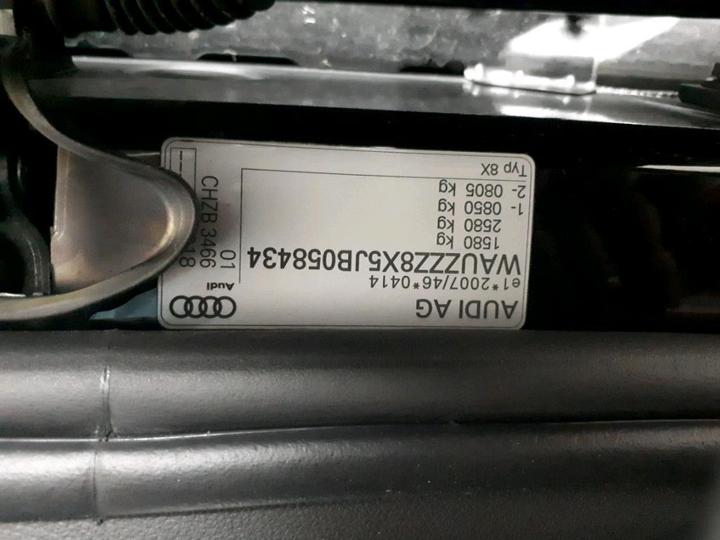 AUDI AG
Audi
e1*2007/46*0414
WAUZZZ8X5JB058434
1580 kg
2580 kg
1- 0850 kg
2- 0805 kg
Typ 8X
18
01
CHZB 3466